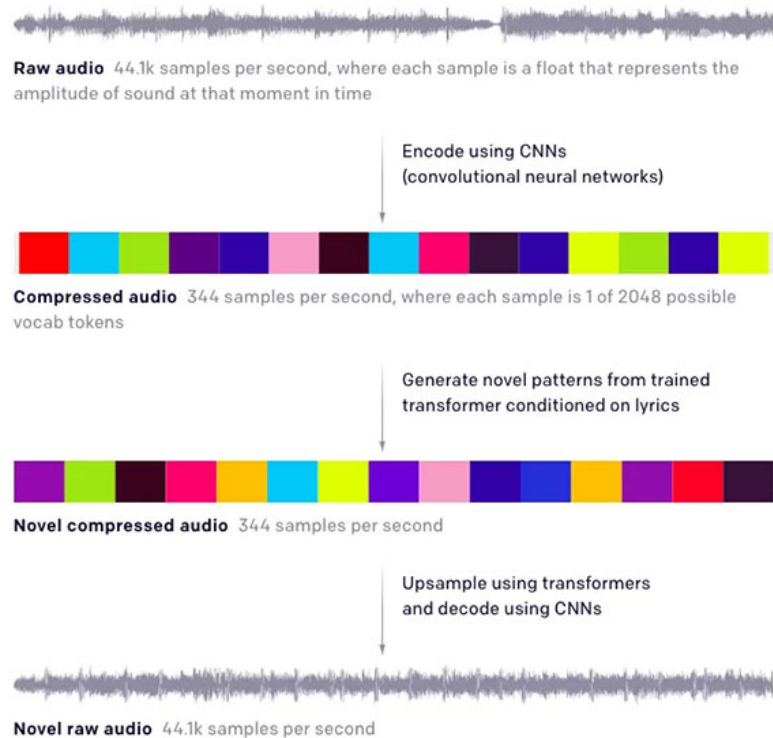 Raw audio 44.1k samples per second, where each sample is a float that represents the
amplitude of sound at that moment in time
Encode using CNNs
(convolutional neural networks)
Compressed audio 344 samples per second, where each sample is 1 of 2048 possible
vocab tokens
Generate novel patterns from trained
transformer conditioned on lyrics
Novel compressed audio 344 samples per second
Upsample using transformers
and decode using CNNs
Novel raw audio 44.1k samples per second